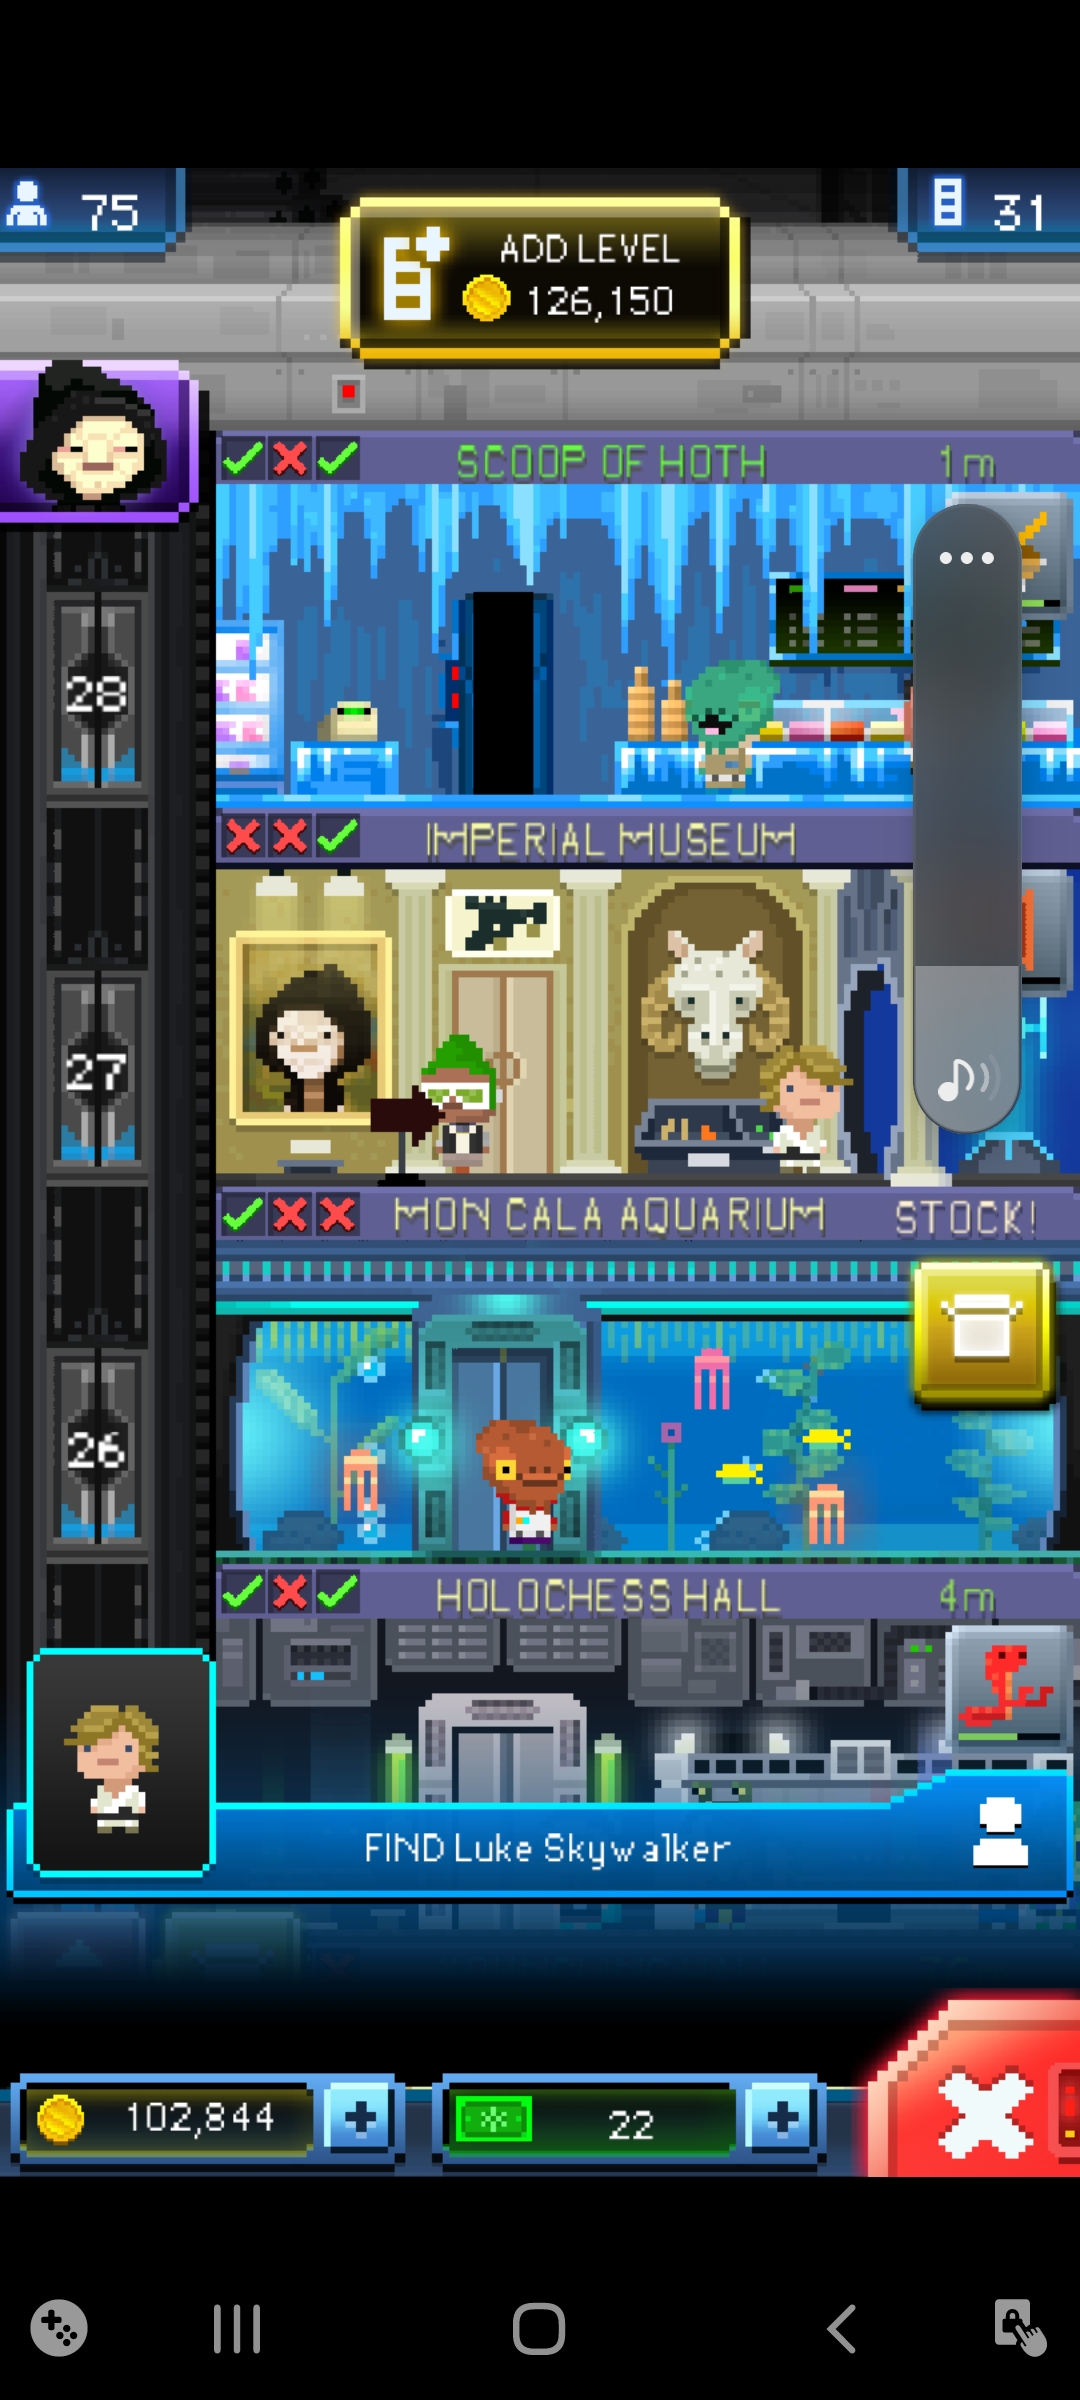 75
31
ADD LEVEL
126,150
SCOOP OF HOTH 1m
28
IMPERIAL MUSEUM
27
MON CALA AQUARIUM STOCK!
26
HOLOCHESS HALL 4m
FIND Luke Skywalker
102,844
22